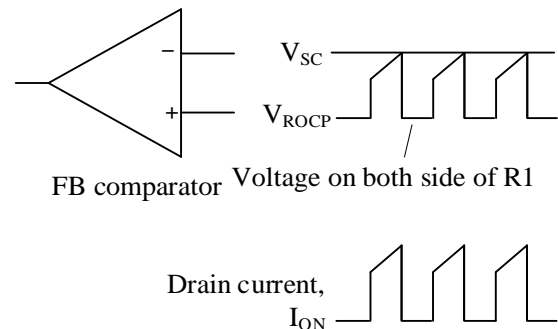 −
V_SC
+
V_ROCP
FB comparator
Voltage on both side of R1
Drain current,
I_ON